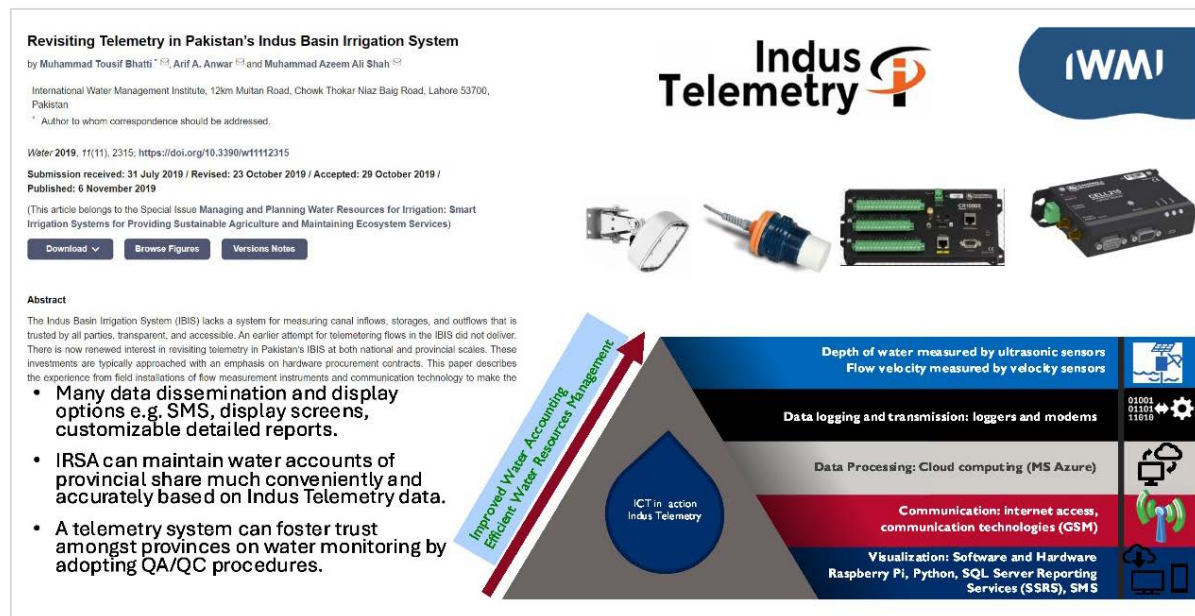 Revisiting Telemetry in Pakistan's Indus Basin Irrigation System
by Muhammad Tousif Bhatti * , Arif A. Anwar and Muhammad Azeem Ali Shah
International Water Management Institute, 12km Multan Road, Chowk Thokar Niaz Baig Road, Lahore 53700,
Pakistan
* Author to whom correspondence should be addressed.
Water 2019, 11(11), 2315; https://doi.org/10.3390/w11112315
Submission received: 31 July 2019 / Revised: 23 October 2019 / Accepted: 29 October 2019 /
Published: 6 November 2019
(This article belongs to the Special Issue Managing and Planning Water Resources for Irrigation: Smart
Irrigation Systems for Providing Sustainable Agriculture and Maintaining Ecosystem Services)
Download
Browse Figures
Versions Notes
Abstract
The Indus Basin Irrigation System (IBIS) lacks a system for measuring canal inflows, storages, and outflows that is
trusted by all parties, transparent, and accessible. An earlier attempt for telemetering flows in the IBIS did not deliver.
There is now renewed interest in revisiting telemetry in Pakistan's IBIS at both national and provincial scales. These
investments are typically approached with an emphasis on hardware procurement contracts. This paper describes
the experience from field installations of flow measurement instruments and communication technology to make the
• Many data dissemination and display
options e.g. SMS, display screens,
customizable detailed reports.
• IRSA can maintain water accounts of
provincial share much conveniently and
accurately based on Indus Telemetry data.
• A telemetry system can foster trust
amongst provinces on water monitoring by
adopting QA/QC procedures.
Indus
Telemetry
IWMI
CELL215
Improved Water Accounting
Efficient Water Resources Management
ICT in action
Indus Telemetry
Depth of water measured by ultrasonic sensors
Flow velocity measured by velocity sensors
Data logging and transmission: loggers and modems
01001
01101
11010
Data Processing: Cloud computing (MS Azure)
Communication: internet access,
communication technologies (GSM)
Visualization: Software and Hardware
Raspberry Pi, Python, SQL Server Reporting
Services (SSRS), SMS